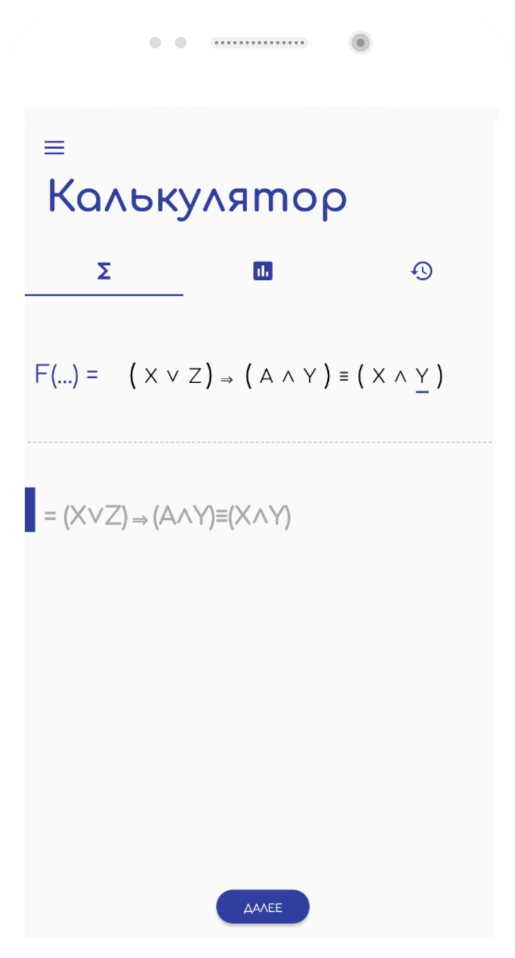 Калькулятор
F(...) = ( X ∨ Z ) ⇒ ( A ∧ Y ) ≡ ( X ∧ Y )
= (X∨Z)⇒(A∧Y)≡(X∧Y)
ДАЛЕЕ